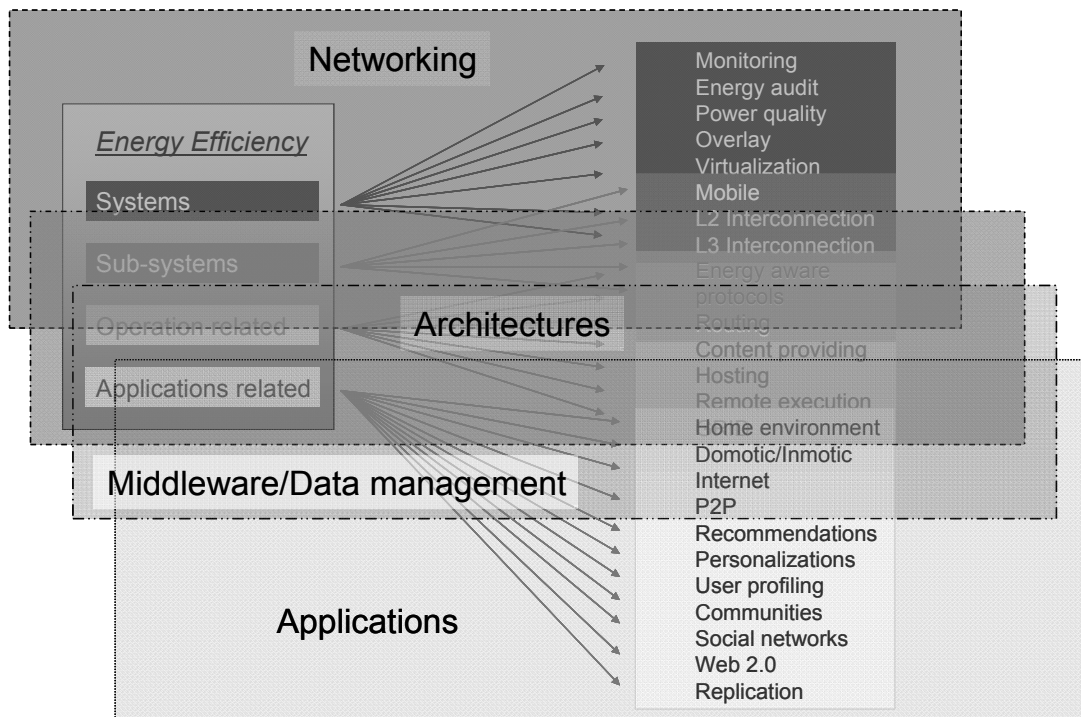 Networking
Energy Efficiency
Systems
Sub-systems
Operation related
Applications related
Architectures
Middleware/Data management
Applications
Monitoring
Energy audit
Power quality
Overlay
Virtualization
Mobile
L2 Interconnection
L3 Interconnection
Energy aware
protocols
Routing
Content providing
Hosting
Remote execution
Home environment
Domotic/Inmotic
Internet
P2P
Recommendations
Personalizations
User profiling
Communities
Social networks
Web 2.0
Replication